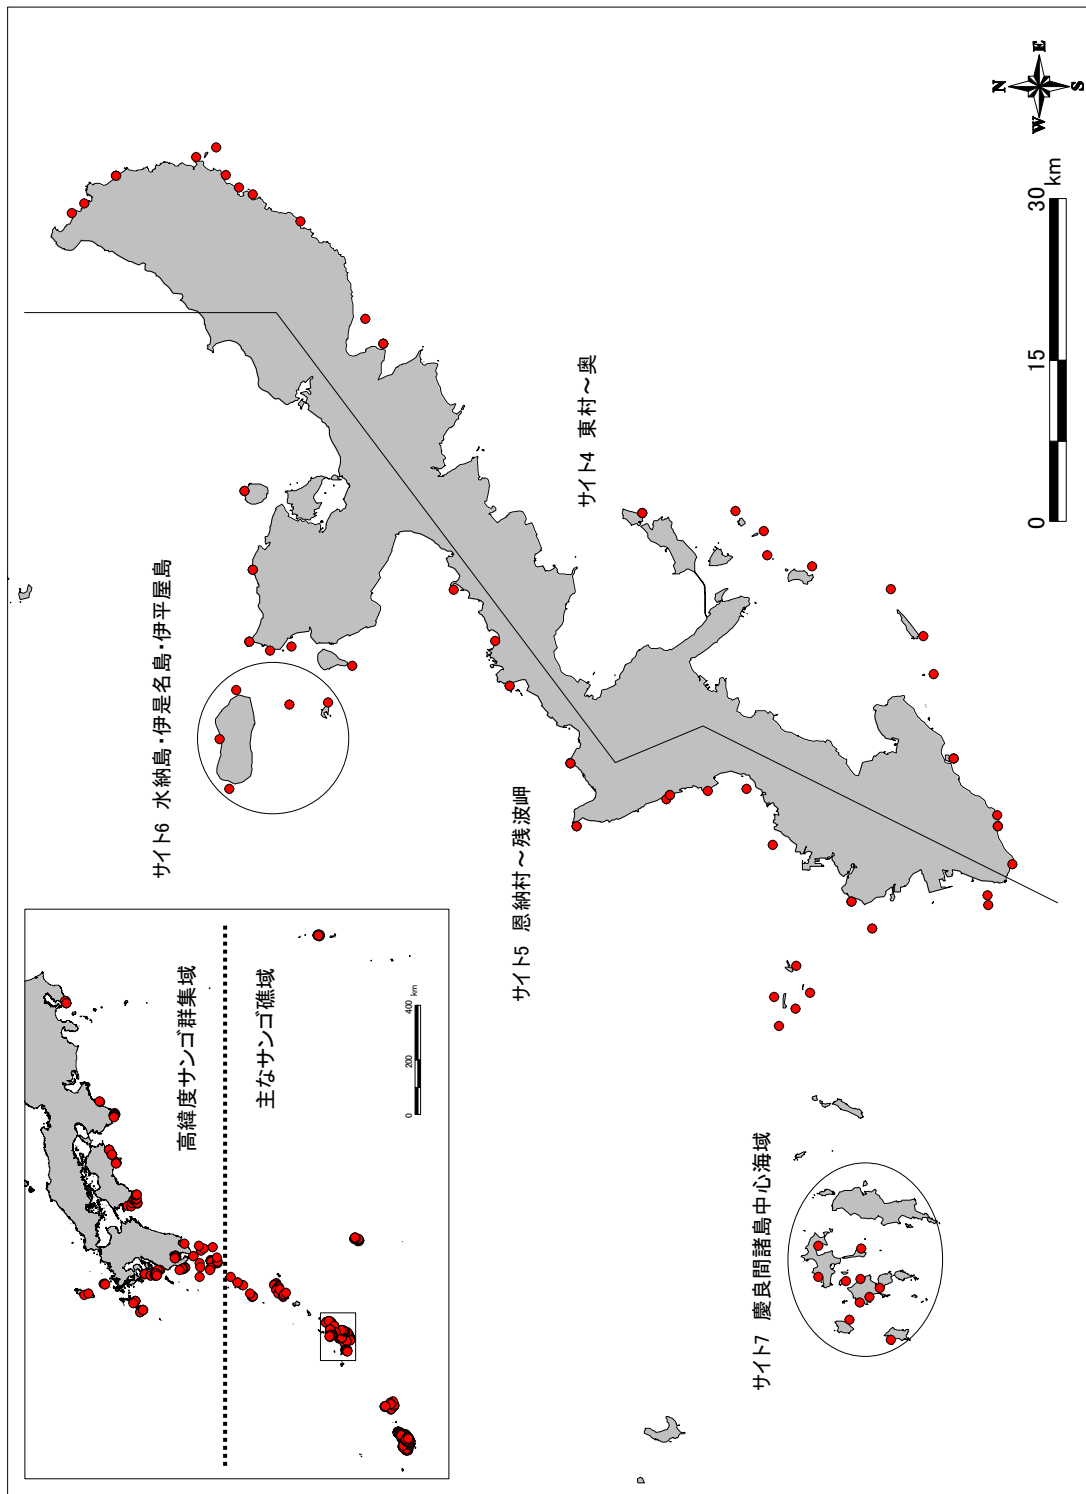 N
E
W
S
30
km
15
0
サイト4 東村～奥
サイト6 水納島・伊是名島・伊平屋島
サイト5 恩納村～残波岬
サイト7 慶良間諸島中心海域
高緯度サンゴ群集域
主なサンゴ礁域
0 200 400 km